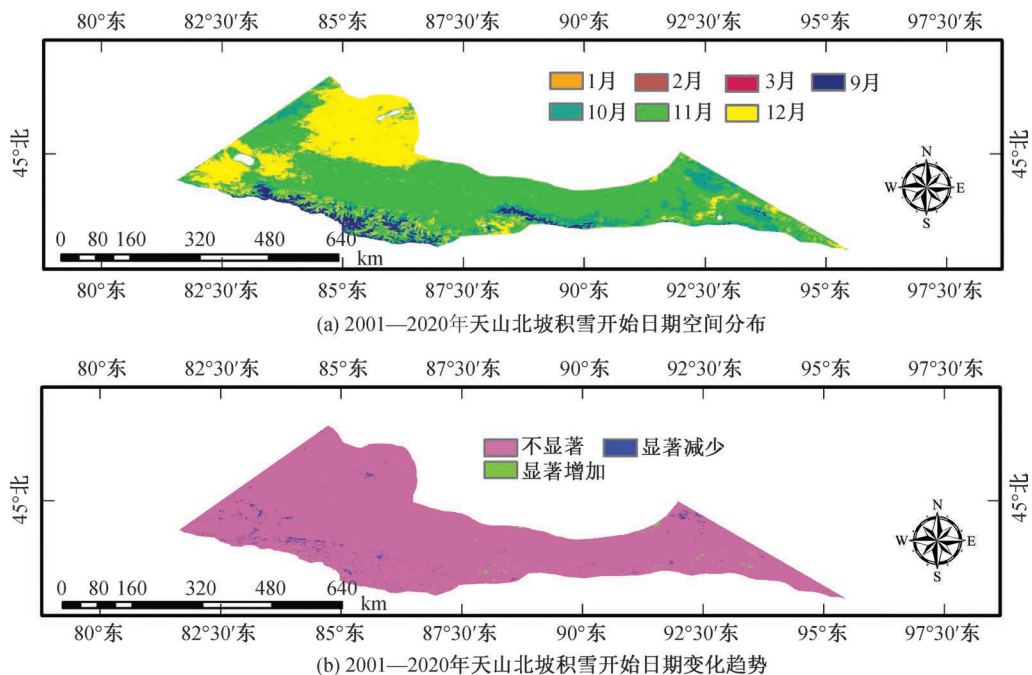 80°东 82°30′东 85°东 87°30′东 90°东 92°30′东 95°东 97°30′东
1月 2月 3月 9月
10月 11月 12月
45°北 45°北
N
W E
S
0 80 160 320 480 640
km
80°东 82°30′东 85°东 87°30′东 90°东 92°30′东 95°东 97°30′东
(a) 2001—2020年天山北坡积雪开始日期空间分布
80°东 82°30′东 85°东 87°30′东 90°东 92°30′东 95°东 97°30′东
不显著 显著减少
显著增加
45°北 45°北
N
W E
S
0 80 160 320 480 640
km
80°东 82°30′东 85°东 87°30′东 90°东 92°30′东 95°东 97°30′东
(b) 2001—2020年天山北坡积雪开始日期变化趋势